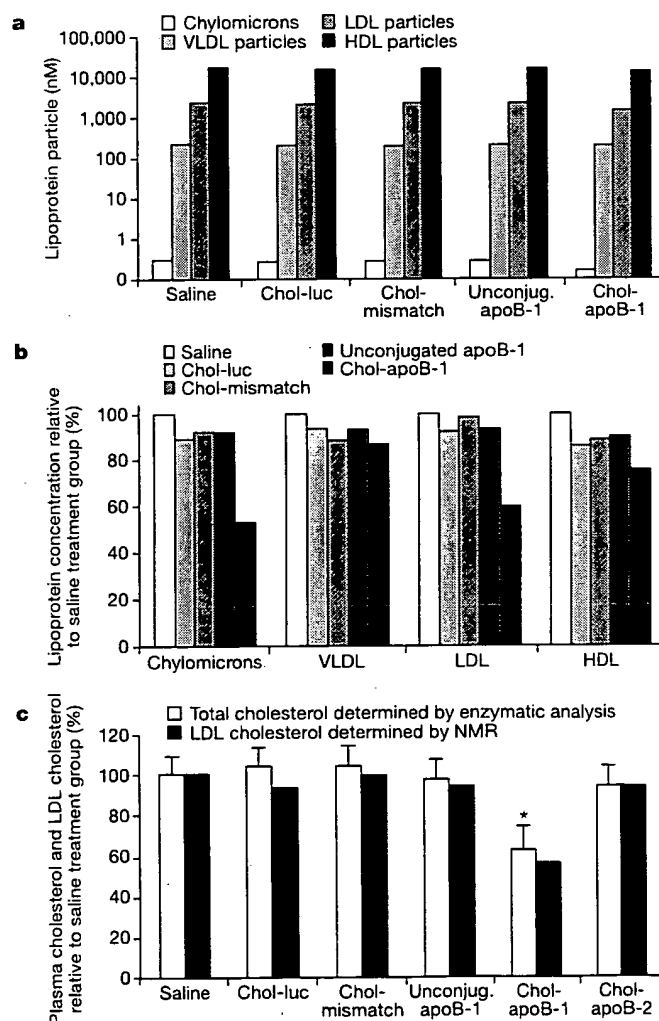 a
Chylomicrons LDL particles
VLDL particles HDL particles
Lipoprotein particle (nM)
100,000
10,000
1,000
100
10
1
0
Saline Chol-luc Chol-mismatch Unconjug. apoB-1 Chol-apoB-1
b
Saline Unconjugated apoB-1
Chol-luc Chol-apoB-1
Chol-mismatch
Lipoprotein concentration relative
to saline treatment group (%)
100
80
60
40
20
0
Chylomicrons VLDL LDL HDL
c
Total cholesterol determined by enzymatic analysis
LDL cholesterol determined by NMR
Plasma cholesterol and LDL cholesterol
relative to saline treatment group (%)
120
100
80
60
40
20
0
*
Saline Chol-luc Chol-mismatch Unconjug. apoB-1 Chol-apoB-1 Chol-apoB-2